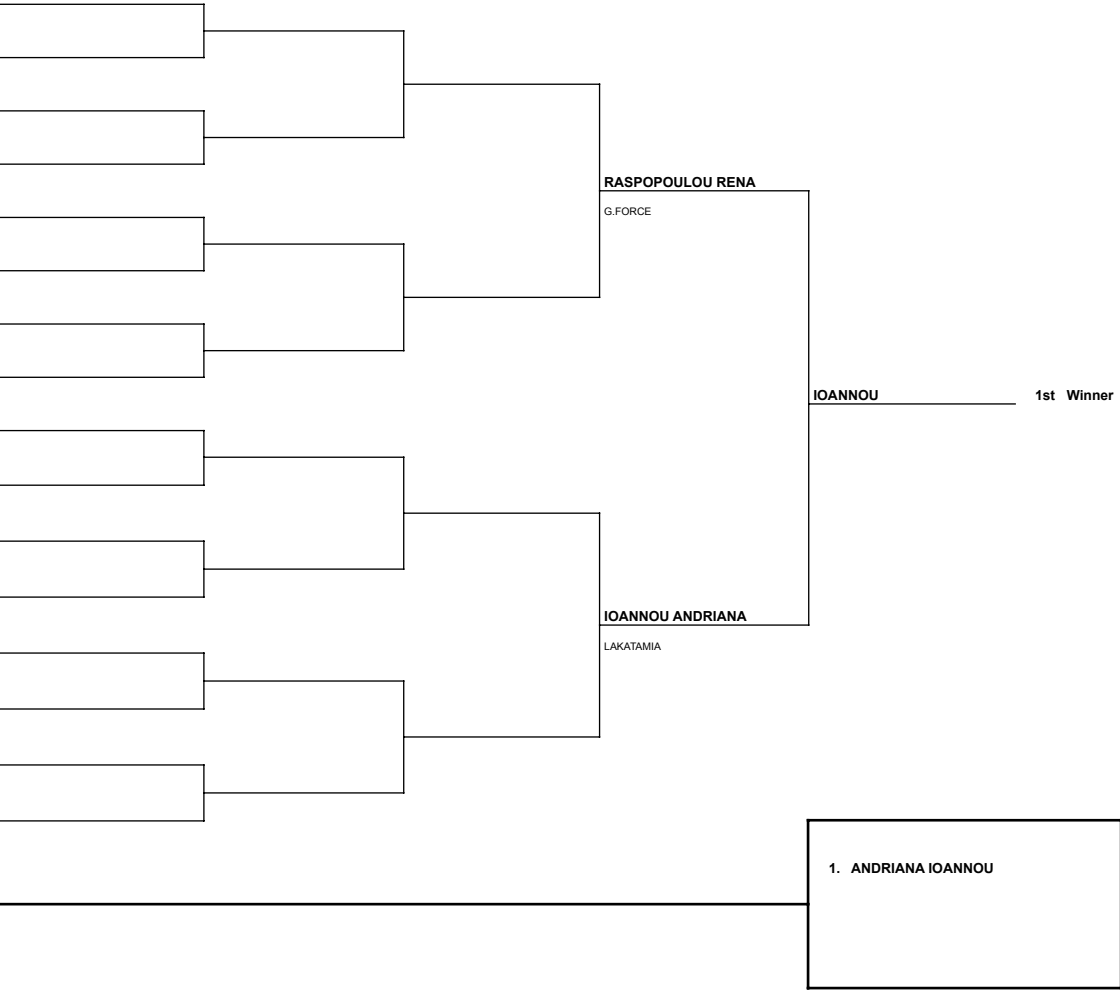 RASPOPOULOU RENA
G.FORCE
IOANNOU 1st Winner
IOANNOU ANDRIANA
LAKATAMIA
1. ANDRIANA IOANNOU